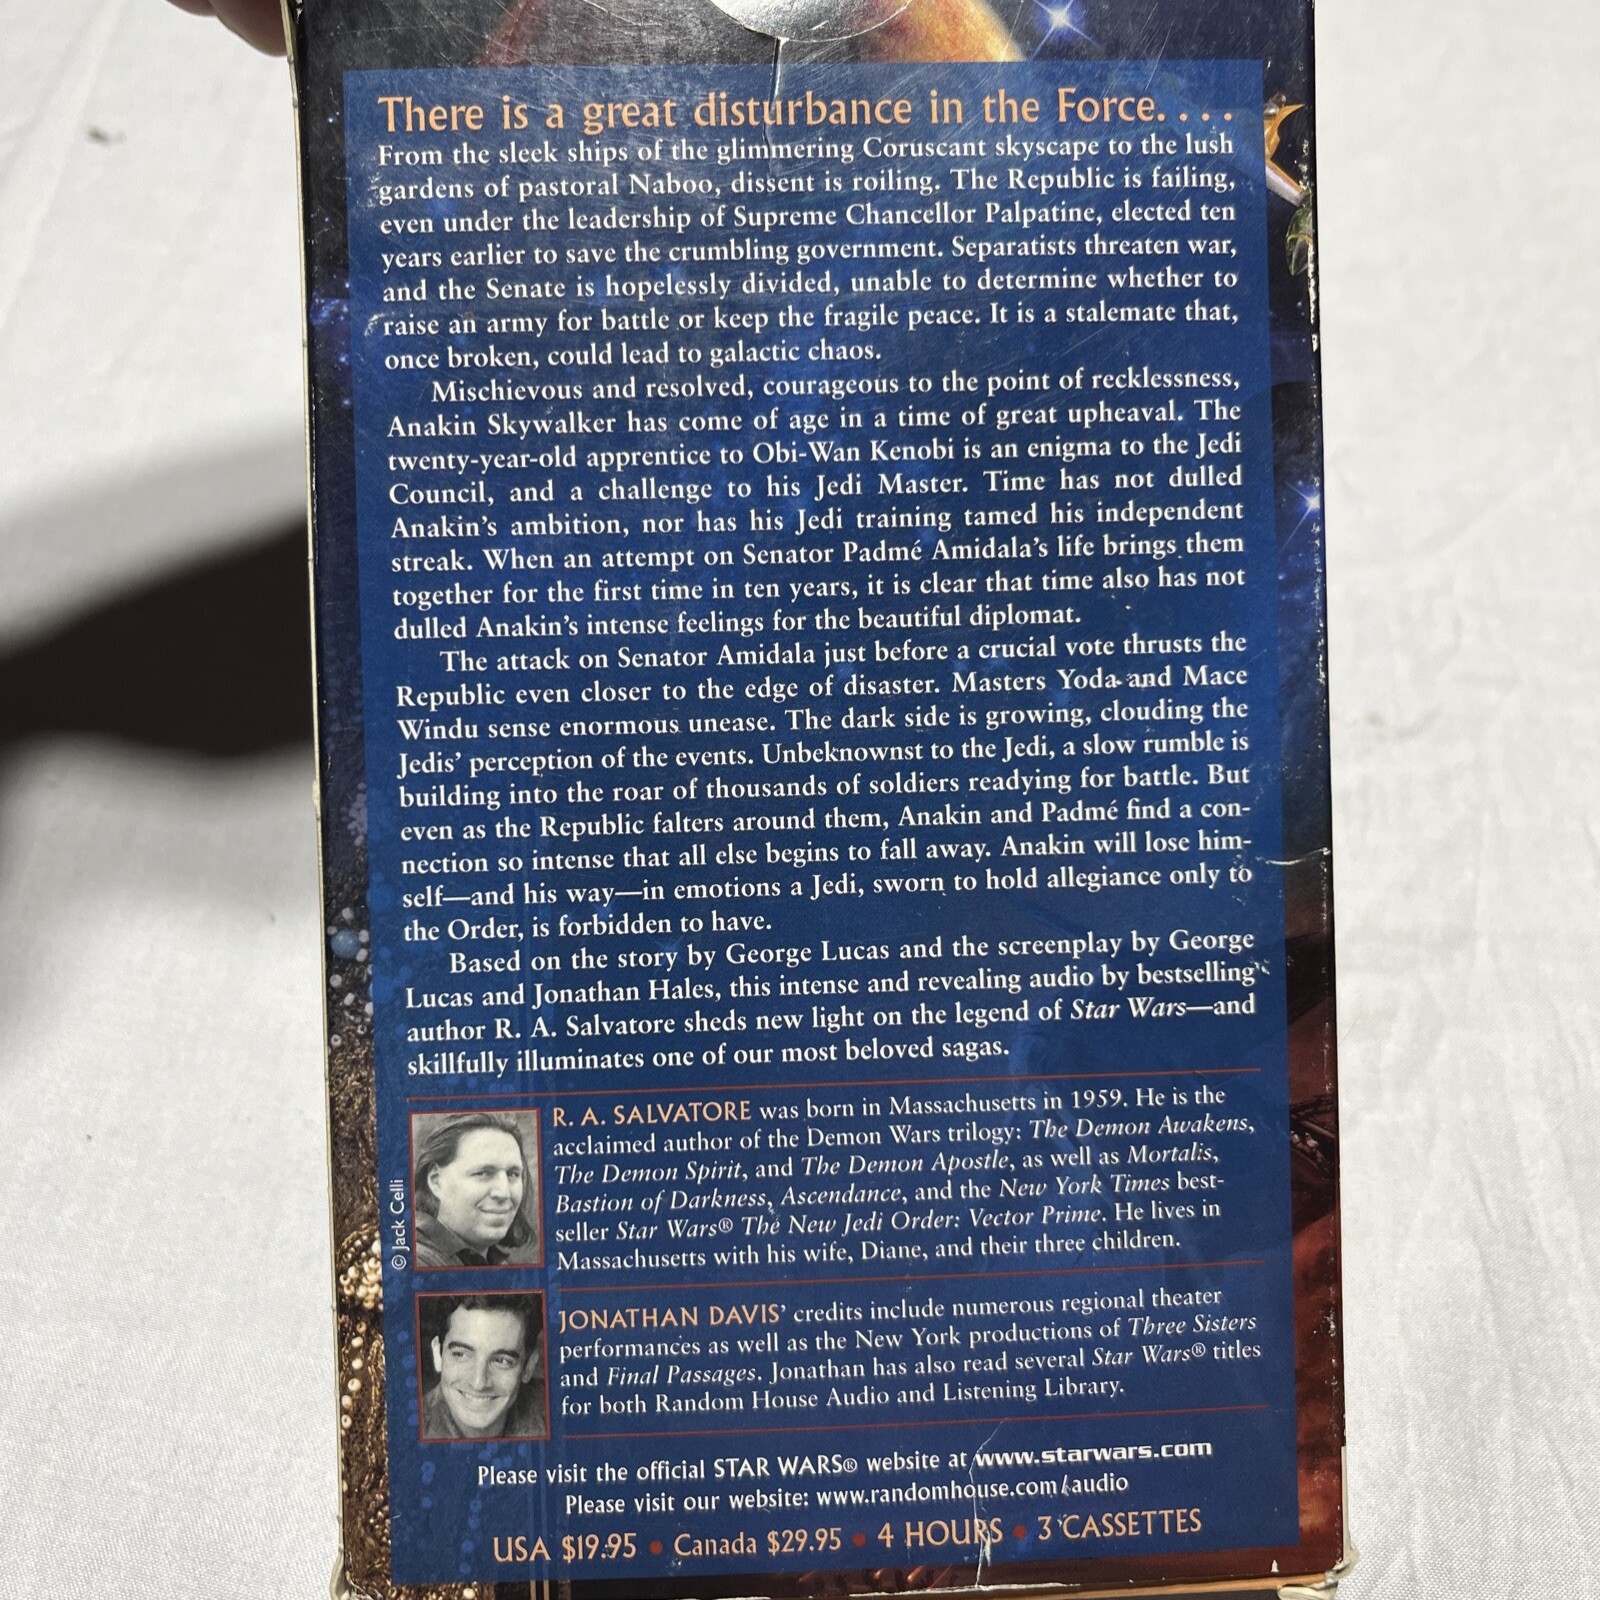 There is a great disturbance in the Force. . . .
From the sleek ships of the glimmering Coruscant skyscape to the lush
gardens of pastoral Naboo, dissent is roiling. The Republic is failing,
even under the leadership of Supreme Chancellor Palpatine, elected ten
years earlier to save the crumbling government. Separatists threaten war,
and the Senate is hopelessly divided, unable to determine whether to
raise an army for battle or keep the fragile peace. It is a stalemate that,
once broken, could lead to galactic chaos.
Mischievous and resolved, courageous to the point of recklessness,
Anakin Skywalker has come of age in a time of great upheaval. The
twenty-year-old apprentice to Obi-Wan Kenobi is an enigma to the Jedi
Council, and a challenge to his Jedi Master. Time has not dulled
Anakin's ambition, nor has his Jedi training tamed his independent
streak. When an attempt on Senator Padmé Amidala's life brings them
together for the first time in ten years, it is clear that time also has not
dulled Anakin's intense feelings for the beautiful diplomat.
The attack on Senator Amidala just before a crucial vote thrusts the
Republic even closer to the edge of disaster. Masters Yoda and Mace
Windu sense enormous unease. The dark side is growing, clouding the
Jedis' perception of the events. Unbeknownst to the Jedi, a slow rumble is
building into the roar of thousands of soldiers readying for battle. But
even as the Republic falters around them, Anakin and Padmé find a con-
nection so intense that all else begins to fall away. Anakin will lose him-
self—and his way—in emotions a Jedi, sworn to hold allegiance only to
the Order, is forbidden to have.
Based on the story by George Lucas and the screenplay by George
Lucas and Jonathan Hales, this intense and revealing audio by bestselling
author R. A. Salvatore sheds new light on the legend of Star Wars—and
skillfully illuminates one of our most beloved sagas.
© Jack Celli
R. A. SALVATORE was born in Massachusetts in 1959. He is the
acclaimed author of the Demon Wars trilogy: The Demon Awakens,
The Demon Spirit, and The Demon Apostle, as well as Mortalis,
Bastion of Darkness, Ascendance, and the New York Times best-
seller Star Wars® The New Jedi Order: Vector Prime. He lives in
Massachusetts with his wife, Diane, and their three children.
JONATHAN DAVIS' credits include numerous regional theater
performances as well as the New York productions of Three Sisters
and Final Passages. Jonathan has also read several Star Wars® titles
for both Random House Audio and Listening Library.
Please visit the official STAR WARS® website at www.starwars.com
Please visit our website: www.randomhouse.com/audio
USA $19.95 • Canada $29.95 • 4 HOURS • 3 CASSETTES